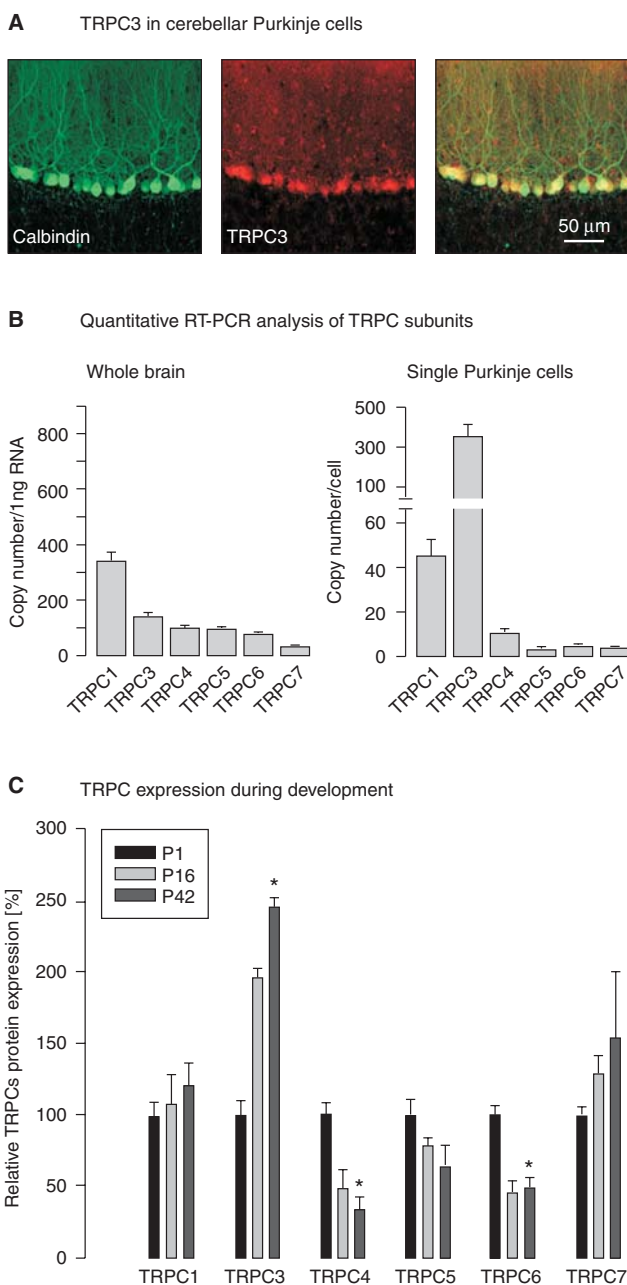 A TRPC3 in cerebellar Purkinje cells
Calbindin
TRPC3
50 μm
B Quantitative RT-PCR analysis of TRPC subunits
Whole brain
Copy number/1ng RNA
800
600
400
200
0
TRPC1
TRPC3
TRPC4
TRPC5
TRPC6
TRPC7
Single Purkinje cells
Copy number/cell
500
300
100
60
40
20
0
TRPC1
TRPC3
TRPC4
TRPC5
TRPC6
TRPC7
C TRPC expression during development
Relative TRPCs protein expression [%]
300
250
200
150
100
50
0
P1
P16
P42
*
*
*
TRPC1
TRPC3
TRPC4
TRPC5
TRPC6
TRPC7